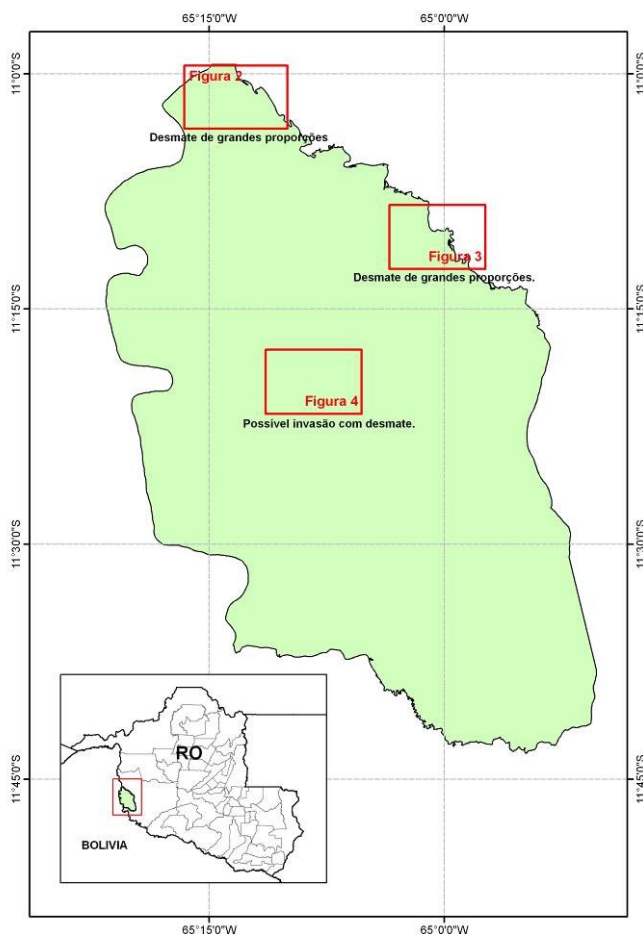 65°15'0"W
65°0'0"W
11°0'0"S
11°0'0"S
Figura 2
Desmate de grandes proporções
Figura 3
Desmate de grandes proporções.
11°15'0"S
11°15'0"S
Figura 4
Possivel invasão com desmate.
11°30'0"S
11°30'0"S
RO
BOLIVIA
11°45'0"S
11°45'0"S
65°15'0"W
65°0'0"W